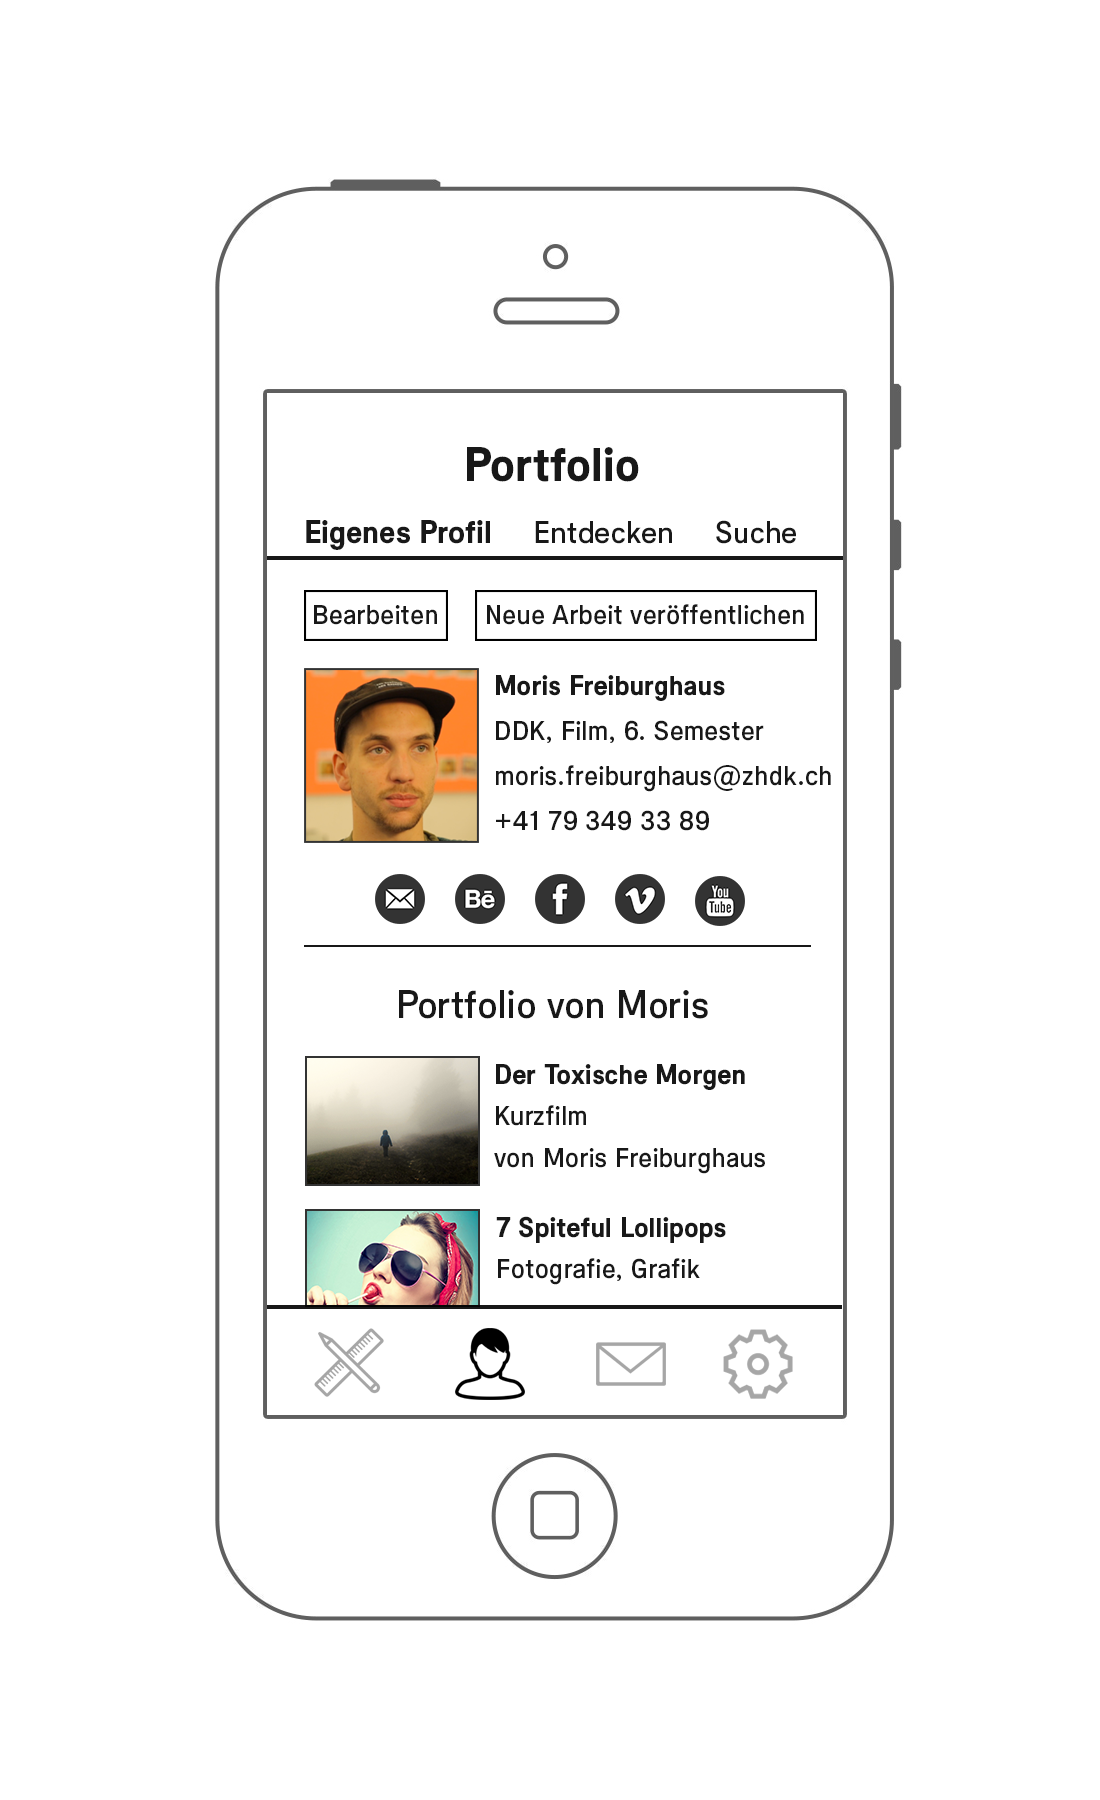 Portfolio
Eigenes Profil Entdecken Suche
Bearbeiten Neue Arbeit veröffentlichen
Moris Freiburghaus
DDK, Film, 6. Semester
moris.freiburghaus@zhdk.ch
+41 79 349 33 89
Bē f v You Tube
Portfolio von Moris
Der Toxische Morgen
Kurzfilm
von Moris Freiburghaus
7 Spiteful Lollipops
Fotografie, Grafik